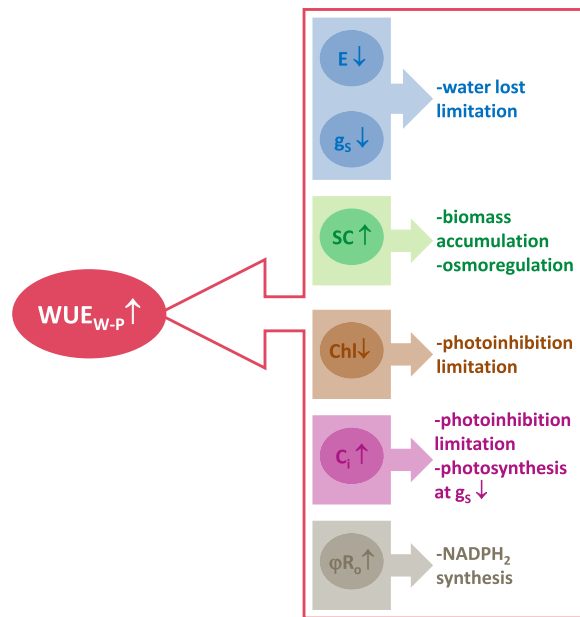 E ↓
-water lost
limitation
gS ↓
SC ↑
-biomass
accumulation
-osmoregulation
WUEW-P ↑
Chl ↓
-photoinhibition
limitation
Ci ↑
-photoinhibition
limitation
-photosynthesis
at gS ↓
φRo ↑
-NADPH2
synthesis